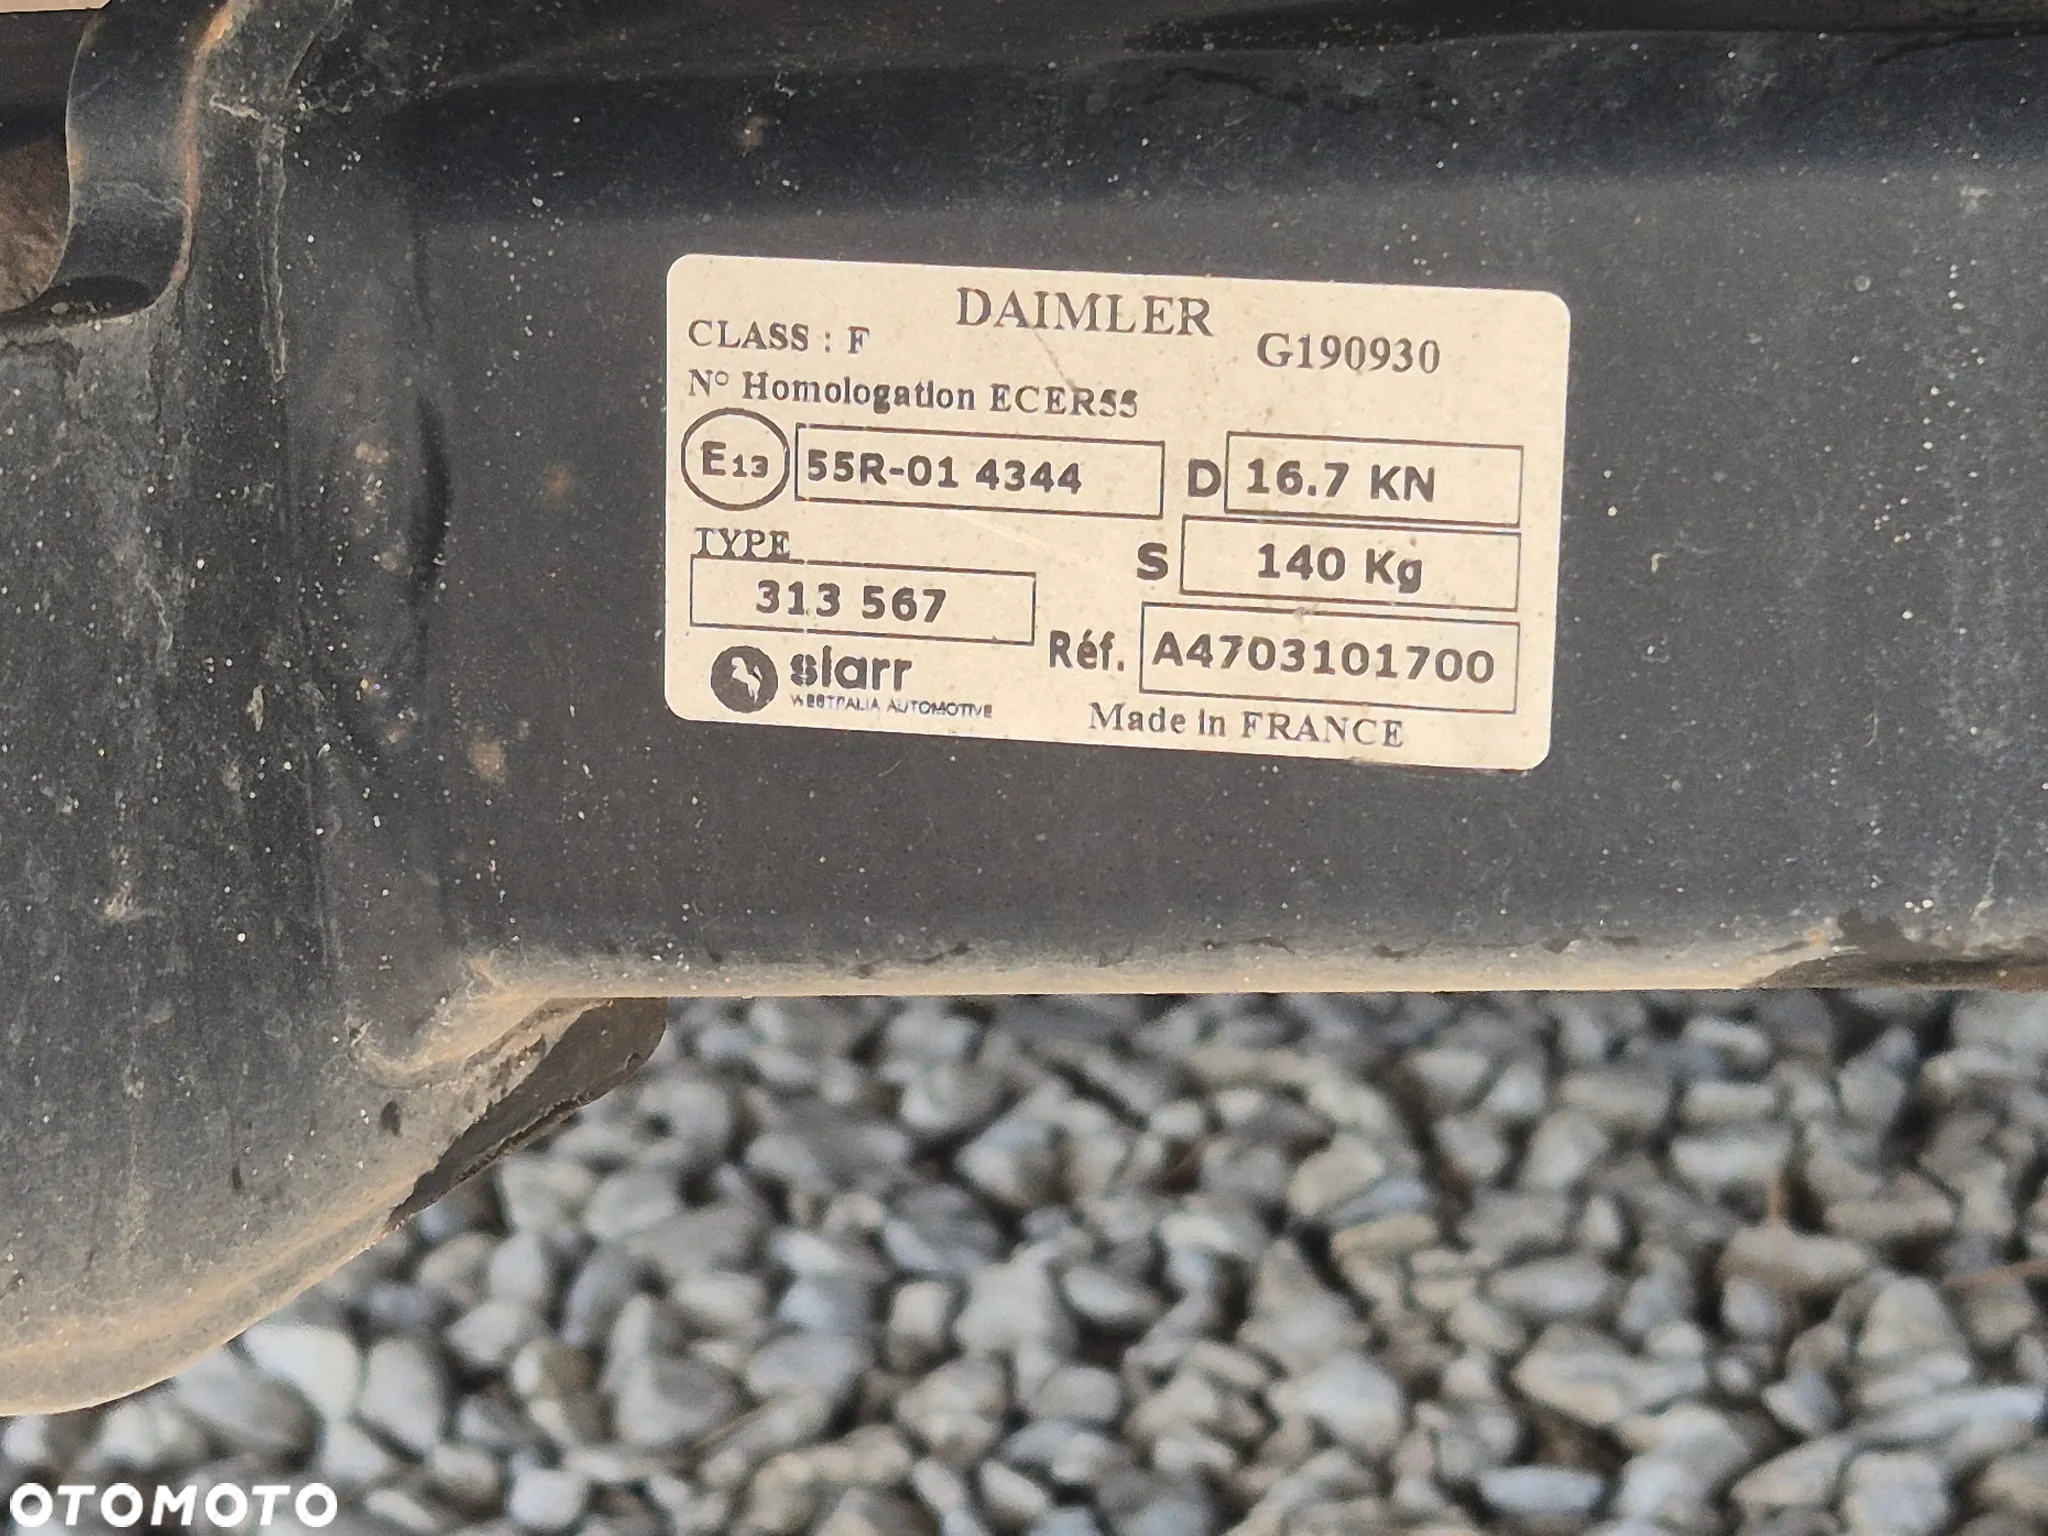 DAIMLER
CLASS : F
G190930
N° Homologation ECER55
E13 55R-01 4344 D 16.7 KN
TYPE
S 140 Kg
313 567
Réf. A4703101700
siarr
WESTFALIA AUTOMOTIVE
Made in FRANCE
OTOMOTO